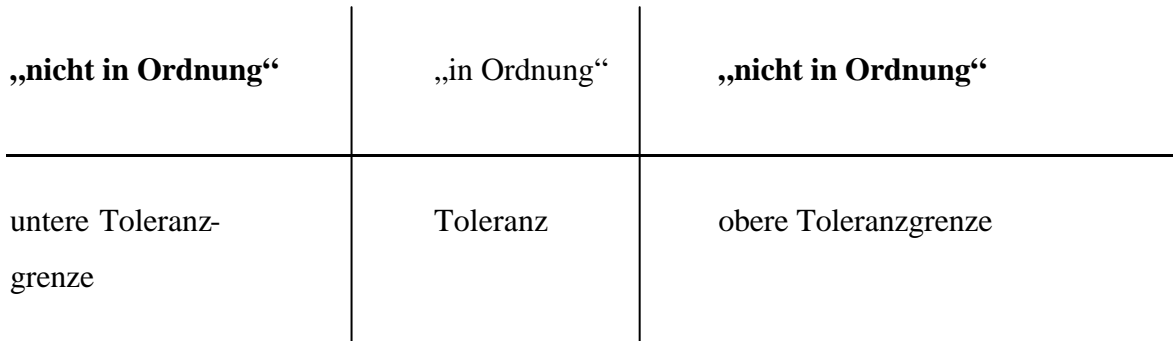 „nicht in Ordnung“ „in Ordnung“ „nicht in Ordnung“
untere Toleranz- Toleranz obere Toleranzgrenze
grenze